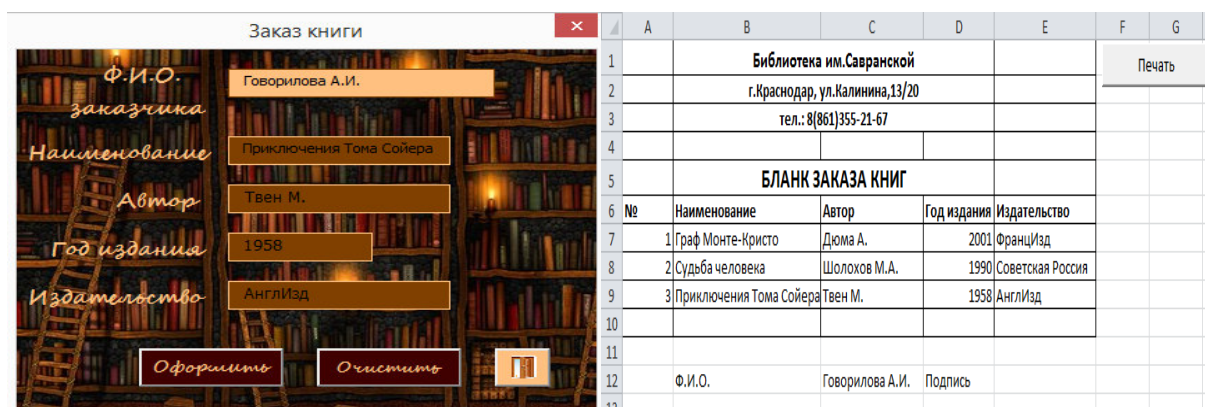 Заказ книги
Ф.И.О.
заказчика
Говорилова А.И.
Наименование
Приключения Тома Сойера
Автор
Твен М.
Год издания
1958
Издательство
АнглИзд
Оформить
Очистить
A B C D E F G
1 Библиотека им.Савранской
Печать
2 г.Краснодар, ул.Калинина,13/20
3 тел.: 8(861)355-21-67
4
5 БЛАНК ЗАКАЗА КНИГ
6 № Наименование Автор Год издания Издательство
7 1 Граф Монте-Кристо Дюма А. 2001 ФранцИзд
8 2 Судьба человека Шолохов М.А. 1990 Советская Россия
9 3 Приключения Тома Сойера Твен М. 1958 АнглИзд
10
11
12 Ф.И.О. Говорилова А.И. Подпись